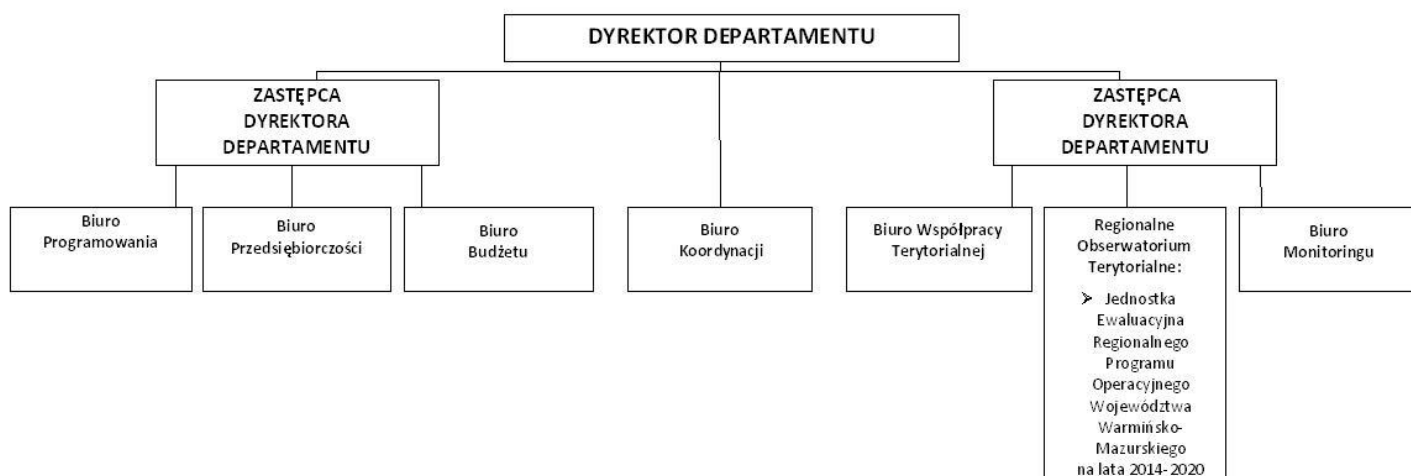 DYREKTOR DEPARTAMENTU
ZASTĘPCA
DYREKTORA
DEPARTAMENTU
ZASTĘPCA
DYREKTORA
DEPARTAMENTU
Biuro
Programowania
Biuro
Przedsiębiorczości
Biuro
Budżetu
Biuro
Koordynacji
Biuro Współpracy
Terytorialnej
Regionalne
Obserwatorium
Terytorialne:
➢ Jednostka
Ewaluacyjna
Regionalnego
Programu
Operacyjnego
Województwa
Warmińsko-
Mazurskiego
na lata 2014-2020
Biuro
Monitoringu